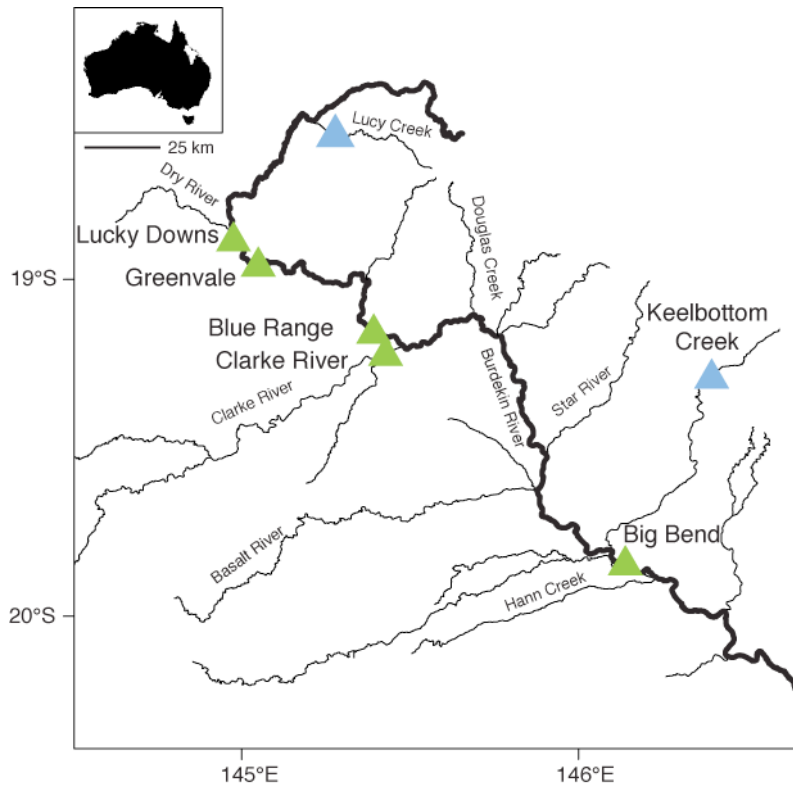 Lucy Creek
25 km
Dry River
Lucky Downs
Douglas Creek
19°S
Greenvale
Keelbottom
Creek
Blue Range
Clarke River
Burdekin River
Star River
Clarke River
Big Bend
Basalt River
Hann Creek
20°S
145°E
146°E